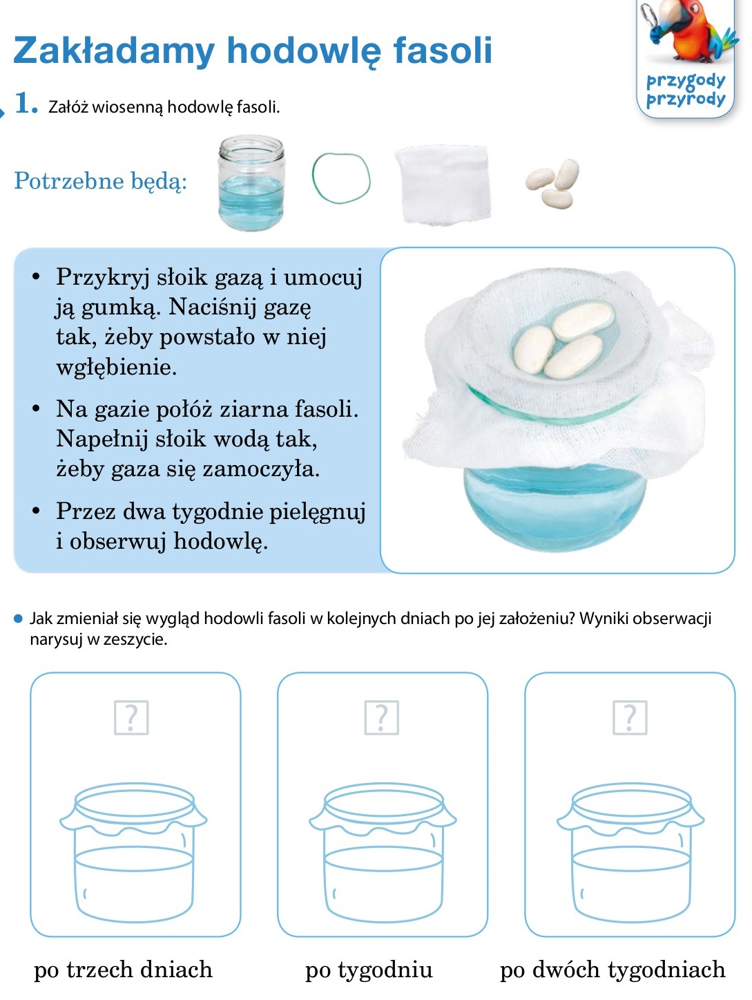 Zakładamy hodowlę fasoli
przygody
przyrody
1. Załóż wiosenną hodowlę fasoli.
Potrzebne będą:
• Przykryj słoik gazą i umocuj
ją gumką. Naciśnij gazę
tak, żeby powstało w niej
wgłębienie.
• Na gazie połóż ziarna fasoli.
Napełnij słoik wodą tak,
żeby gaza się zamoczyła.
• Przez dwa tygodnie pielęgnuj
i obserwuj hodowlę.
• Jak zmieniał się wygląd hodowli fasoli w kolejnych dniach po jej założeniu? Wyniki obserwacji
narysuj w zeszycie.
? ? ?
po trzech dniach po tygodniu po dwóch tygodniach